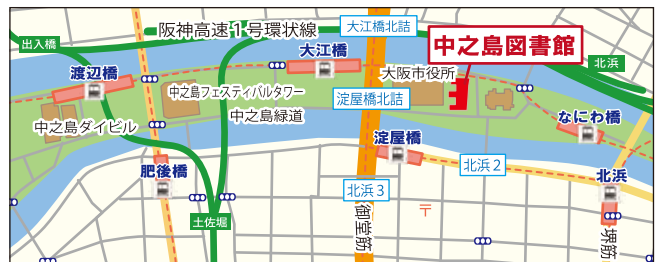 阪神高速1号環状線
大江橋北詰
出入橋
大江橋
中之島図書館
北浜
渡辺橋
大阪市役所
中之島フェスティバルタワー
淀屋橋北詰
中之島緑道
なにわ橋
中之島ダイビル
淀屋橋
肥後橋
北浜2
北浜
北浜3
〒
土佐堀
御堂筋
堺筋